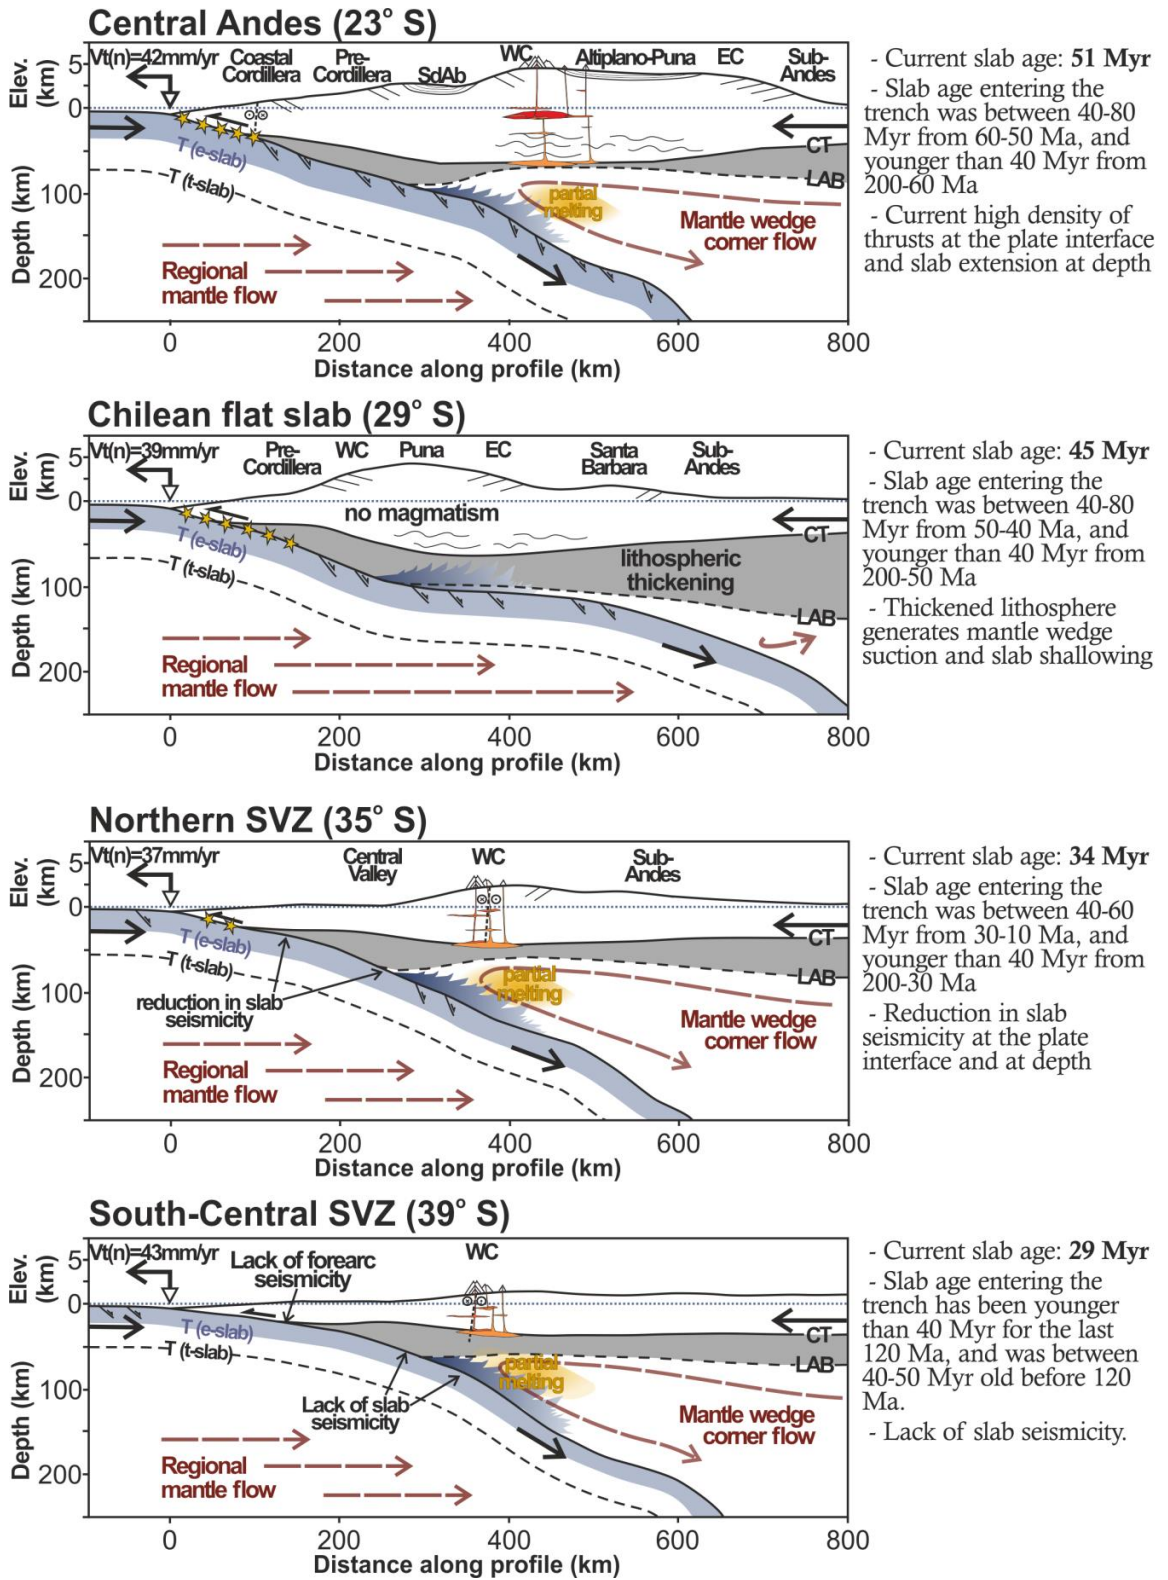 Central Andes (23° S)
Vt(n)=42mm/yr
Coastal
Cordillera
Pre-
Cordillera
SdAb
WC
Altiplano-Puna
EC
Sub-
Andes
Elev.
(km)
5
0
Depth (km)
100
200
T (e-slab)
T (t-slab)
CT
LAB
partial
melting
Mantle wedge
corner flow
Regional
mantle flow
0
200
400
600
800
Distance along profile (km)
- Current slab age: 51 Myr
- Slab age entering the
trench was between 40-80
Myr from 60-50 Ma, and
younger than 40 Myr from
200-60 Ma
- Current high density of
thrusts at the plate interface
and slab extension at depth
Chilean flat slab (29° S)
Vt(n)=39mm/yr
Pre-
Cordillera
WC
Puna
EC
Santa
Barbara
Sub-
Andes
Elev.
(km)
5
0
Depth (km)
100
200
no magmatism
T (e-slab)
T (t-slab)
CT
lithospheric
thickening
LAB
Regional
mantle flow
0
200
400
600
800
Distance along profile (km)
- Current slab age: 45 Myr
- Slab age entering the
trench was between 40-80
Myr from 50-40 Ma, and
younger than 40 Myr from
200-50 Ma
- Thickened lithosphere
generates mantle wedge
suction and slab shallowing
Northern SVZ (35° S)
Vt(n)=37mm/yr
Central
Valley
WC
Sub-
Andes
Elev.
(km)
5
0
Depth (km)
100
200
T (e-slab)
T (t-slab)
CT
LAB
reduction in slab
seismicity
partial
melting
Mantle wedge
corner flow
Regional
mantle flow
0
200
400
600
800
Distance along profile (km)
- Current slab age: 34 Myr
- Slab age entering the
trench was between 40-60
Myr from 30-10 Ma, and
younger than 40 Myr from
200-30 Ma
- Reduction in slab
seismicity at the plate
interface and at depth
South-Central SVZ (39° S)
Vt(n)=43mm/yr
Lack of forearc
seismicity
WC
Elev.
(km)
5
0
Depth (km)
100
200
T (e-slab)
T (t-slab)
CT
LAB
partial
melting
Lack of slab
seismicity
Mantle wedge
corner flow
Regional
mantle flow
0
200
400
600
800
Distance along profile (km)
- Current slab age: 29 Myr
- Slab age entering the
trench has been younger
than 40 Myr for the last
120 Ma, and was between
40-50 Myr old before 120
Ma.
- Lack of slab seismicity.